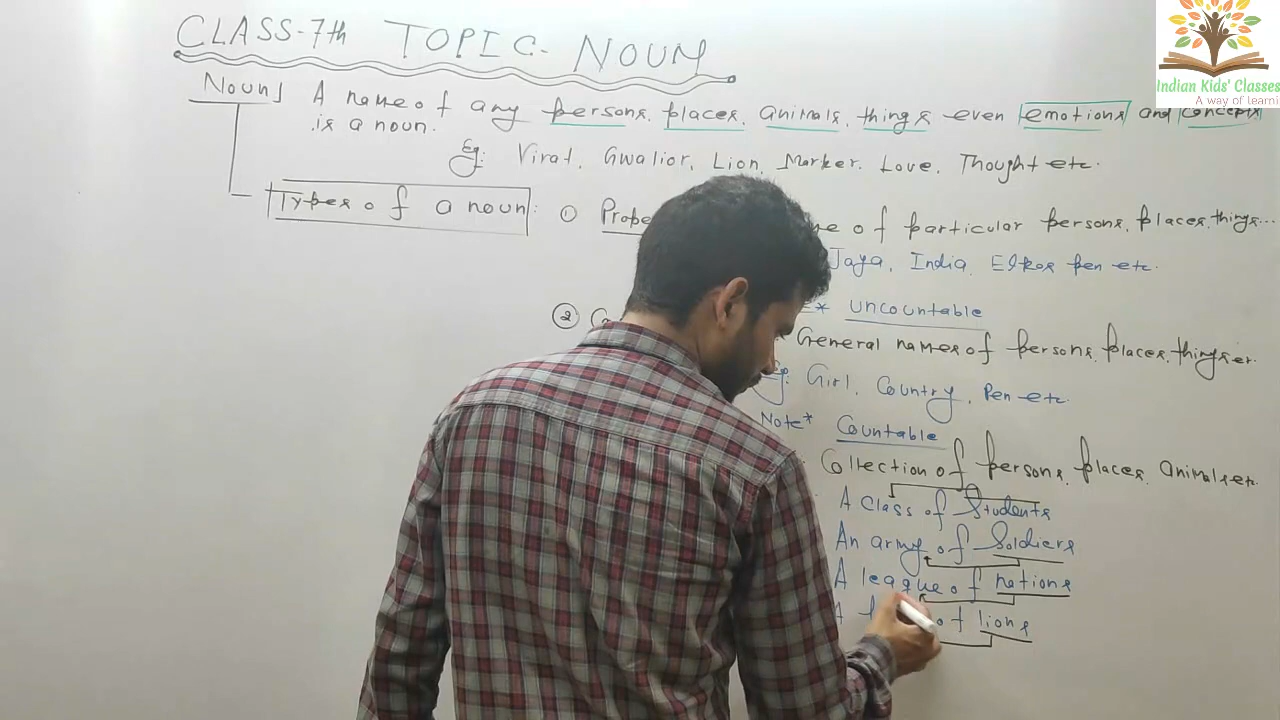 CLASS-7th TOPIC- NOUN
Indian Kids' Classes
A way of learni
Noun A name of any persons, places, animals, things even emotions and concepts
is a noun.
Eg: Virat, Gwalior, Lion, Marker, Love, Thought etc.
Types of a noun: ① Prope of particular persons, places, things...
Jaya, India, Elkos pen etc.
* uncountable
② General names of persons, places, things etc.
Eg: Girl, Country, Pen etc.
Note* Countable
Collection of persons, places, animals etc.
A class of Students
An army of Soldiers
A league of nations
A of lions